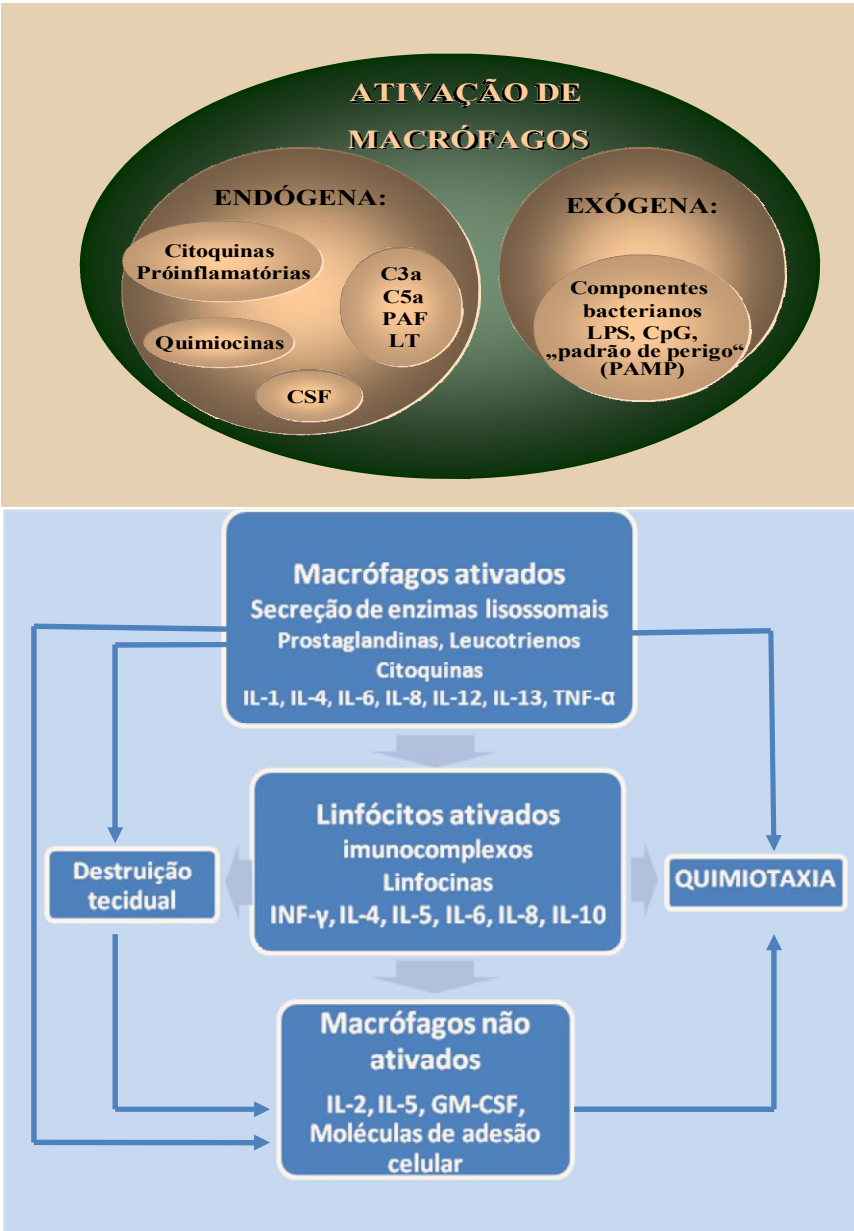 ATIVAÇÃO DE
MACRÓFAGOS
ENDÓGENA:
Citoquinas
Próinflamatórias
Quimiocinas
CSF
C3a
C5a
PAF
LT
EXÓGENA:
Componentes
bacterianos
LPS, CpG,
„padrão de perigo“
(PAMP)
Macrófagos ativados
Secreção de enzimas lisossomais
Prostaglandinas, Leucotrienos
Citoquinas
IL-1, IL-4, IL-6, IL-8, IL-12, IL-13, TNF-α
Linfócitos ativados
imunocomplexos
Linfocinas
INF-γ, IL-4, IL-5, IL-6, IL-8, IL-10
Destruição
tecidual
QUIMIOTAXIA
Macrófagos não
ativados
IL-2, IL-5, GM-CSF,
Moléculas de adesão
celular